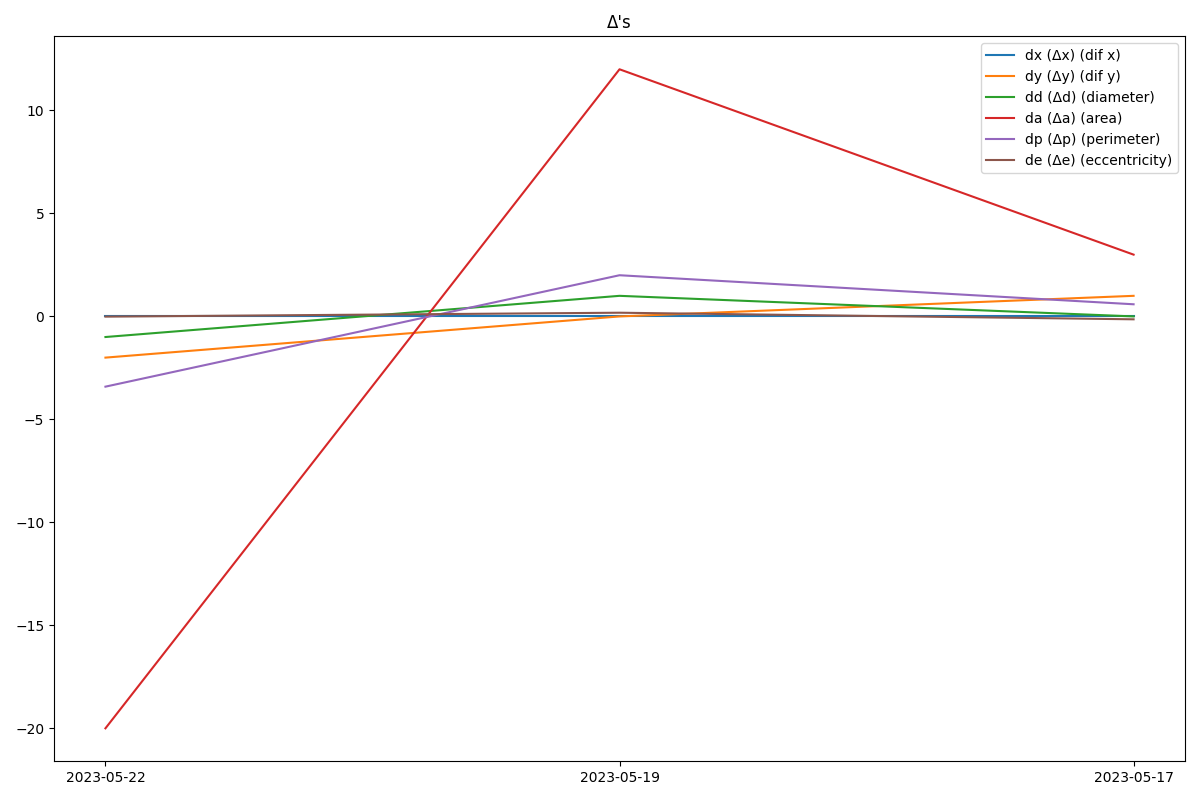 Δ's
dx (Δx) (dif x)
dy (Δy) (dif y)
dd (Δd) (diameter)
da (Δa) (area)
dp (Δp) (perimeter)
de (Δe) (eccentricity)
10
5
0
−5
−10
−15
−20
2023-05-22 2023-05-19 2023-05-17